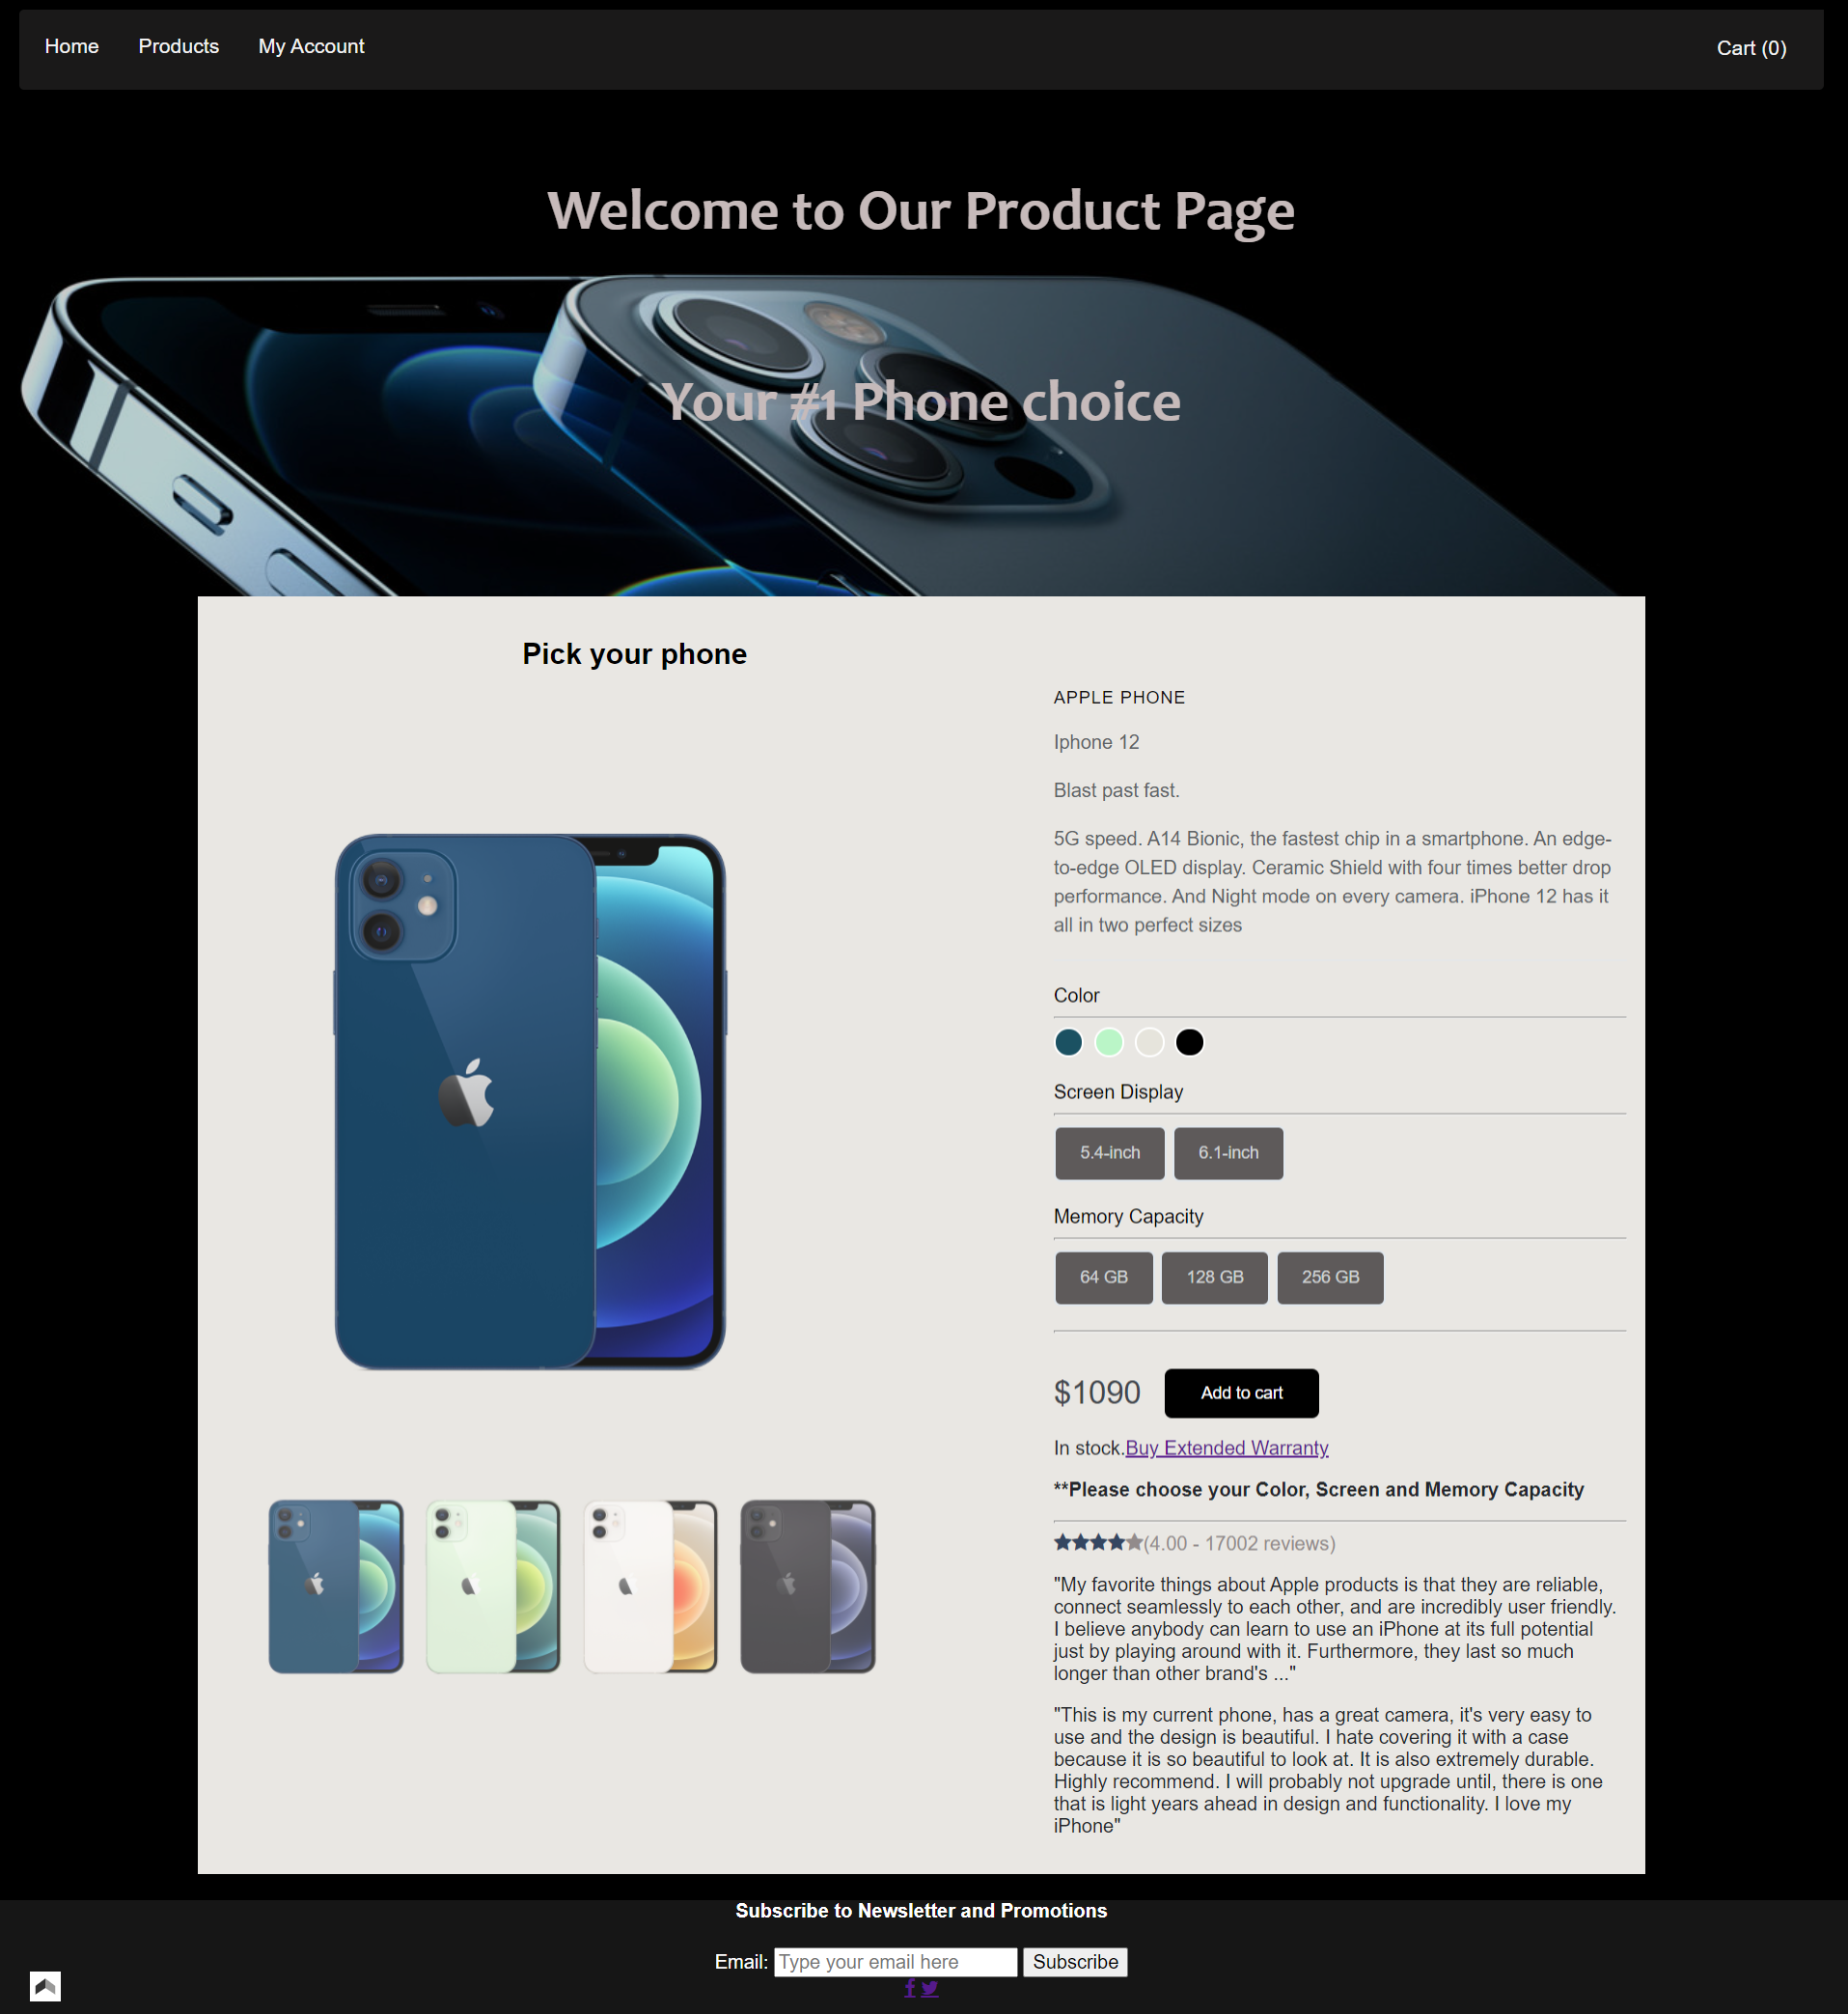 Home Products My Account Cart (0)
Welcome to Our Product Page
Your #1 Phone choice
Pick your phone
APPLE PHONE
Iphone 12
Blast past fast.
5G speed. A14 Bionic, the fastest chip in a smartphone. An edge-
to-edge OLED display. Ceramic Shield with four times better drop
performance. And Night mode on every camera. iPhone 12 has it
all in two perfect sizes
Color
Screen Display
5.4-inch 6.1-inch
Memory Capacity
64 GB 128 GB 256 GB
$1090 Add to cart
In stock.Buy Extended Warranty
**Please choose your Color, Screen and Memory Capacity
(4.00 - 17002 reviews)
"My favorite things about Apple products is that they are reliable,
connect seamlessly to each other, and are incredibly user friendly.
I believe anybody can learn to use an iPhone at its full potential
just by playing around with it. Furthermore, they last so much
longer than other brand's ..."
"This is my current phone, has a great camera, it's very easy to
use and the design is beautiful. I hate covering it with a case
because it is so beautiful to look at. It is also extremely durable.
Highly recommend. I will probably not upgrade until, there is one
that is light years ahead in design and functionality. I love my
iPhone"
Subscribe to Newsletter and Promotions
Email: Type your email here Subscribe